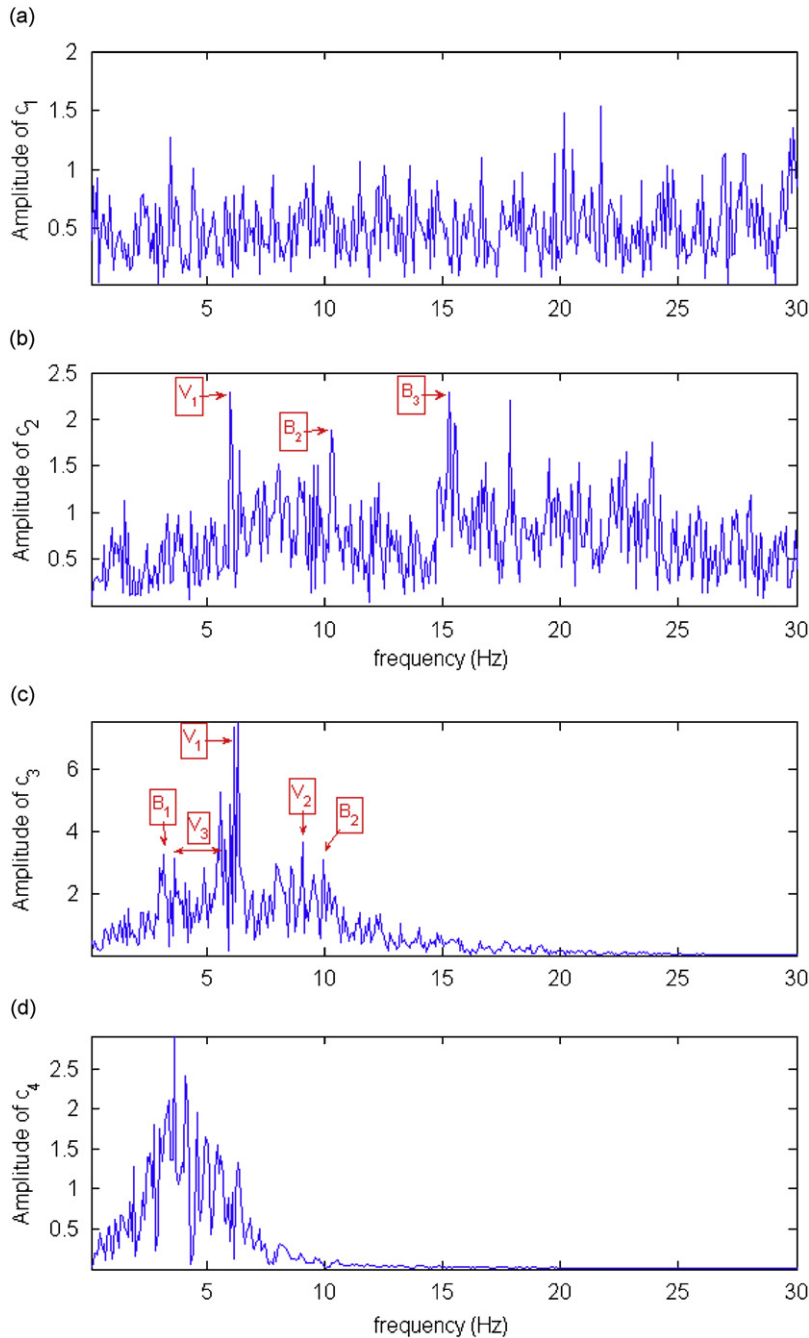 (a)
Amplitude of c1
2
1.5
1
0.5
5 10 15 20 25 30
(b)
Amplitude of c2
2.5
2
1.5
1
0.5
V1
B2
B3
5 10 15 20 25 30
frequency (Hz)
(c)
Amplitude of c3
6
4
2
V1
B1
V3
V2
B2
5 10 15 20 25 30
(d)
Amplitude of c4
2.5
2
1.5
1
0.5
5 10 15 20 25 30
frequency (Hz)